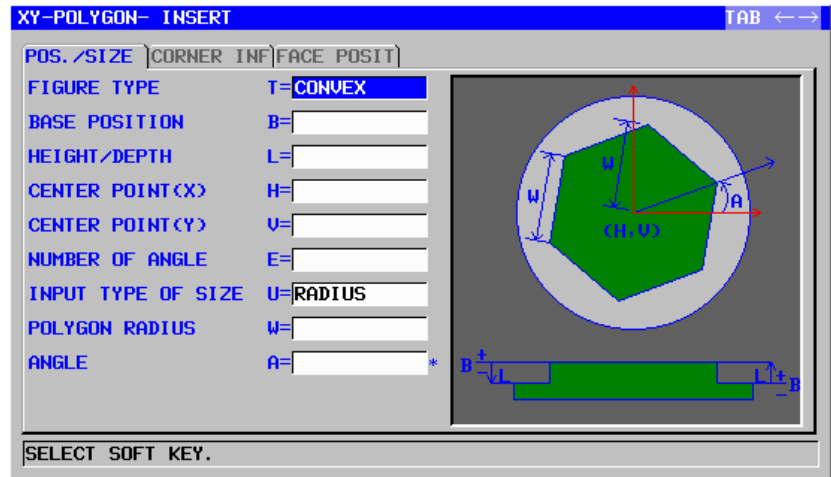 XY-POLYGON- INSERT TAB ←→
POS./SIZE CORNER INF FACE POSIT
FIGURE TYPE T=CONVEX
BASE POSITION B=
HEIGHT/DEPTH L=
CENTER POINT(X) H=
CENTER POINT(Y) V=
NUMBER OF ANGLE E=
INPUT TYPE OF SIZE U=RADIUS
POLYGON RADIUS W=
ANGLE A= *
W
W
A
(H,V)
B + - L L + - B
SELECT SOFT KEY.